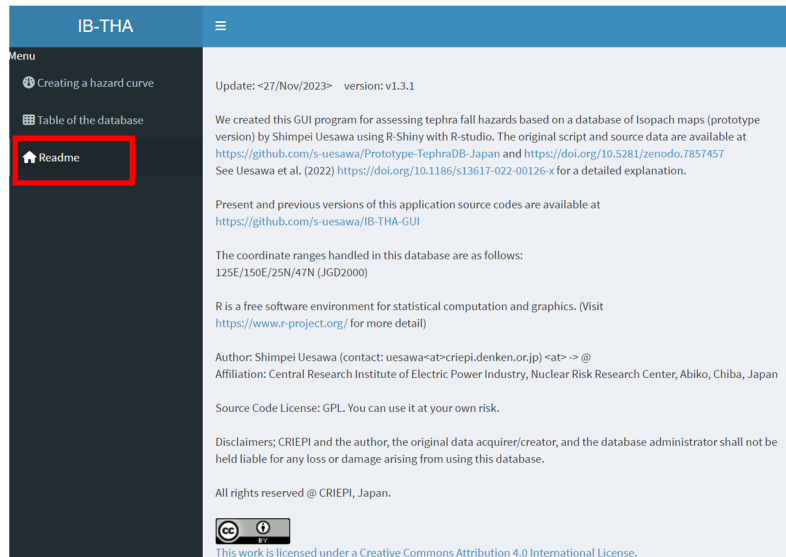 IB-THA
Menu
Creating a hazard curve
Table of the database
Readme
Update: <27/Nov/2023> version: v1.3.1
We created this GUI program for assessing tephra fall hazards based on a database of Isopach maps (prototype
version) by Shimpei Uesawa using R-Shiny with R-studio. The original script and source data are available at
https://github.com/s-uesawa/Prototype-TephraDB-Japan and https://doi.org/10.5281/zenodo.7857457
See Uesawa et al. (2022) https://doi.org/10.1186/s13617-022-00126-x for a detailed explanation.
Present and previous versions of this application source codes are available at
https://github.com/s-uesawa/IB-THA-GUI
The coordinate ranges handled in this database are as follows:
125E/150E/25N/47N (JGD2000)
R is a free software environment for statistical computation and graphics. (Visit
https://www.r-project.org/ for more detail)
Author: Shimpei Uesawa (contact: uesawa<at>criepi.denken.or.jp) <at> -> @
Affiliation: Central Research Institute of Electric Power Industry, Nuclear Risk Research Center, Abiko, Chiba, Japan
Source Code License: GPL. You can use it at your own risk.
Disclaimers; CRIEPI and the author, the original data acquirer/creator, and the database administrator shall not be
held liable for any loss or damage arising from using this database.
All rights reserved @ CRIEPI, Japan.
cc
BY
This work is licensed under a Creative Commons Attribution 4.0 International License.